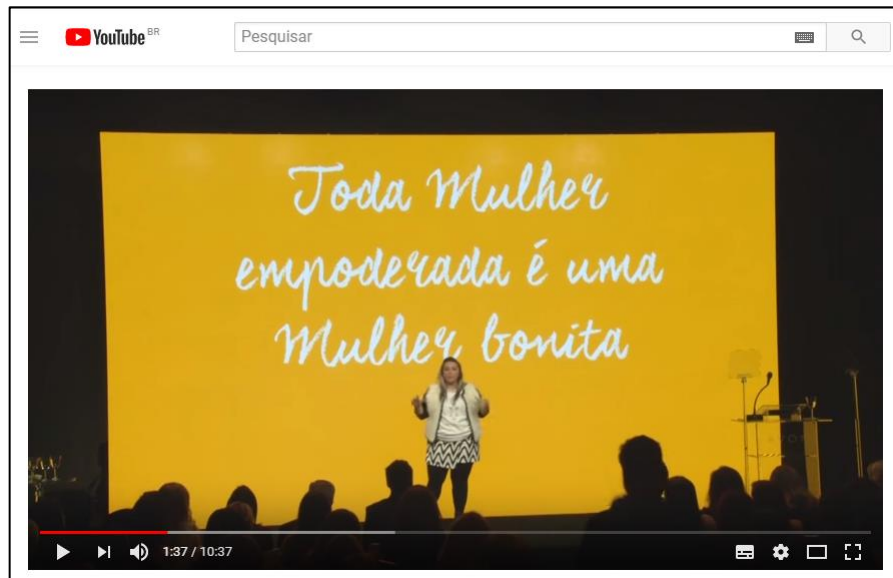 YouTube BR
Pesquisar
Toda Mulher
empoderada é uma
Mulher bonita
1:37 / 10:37